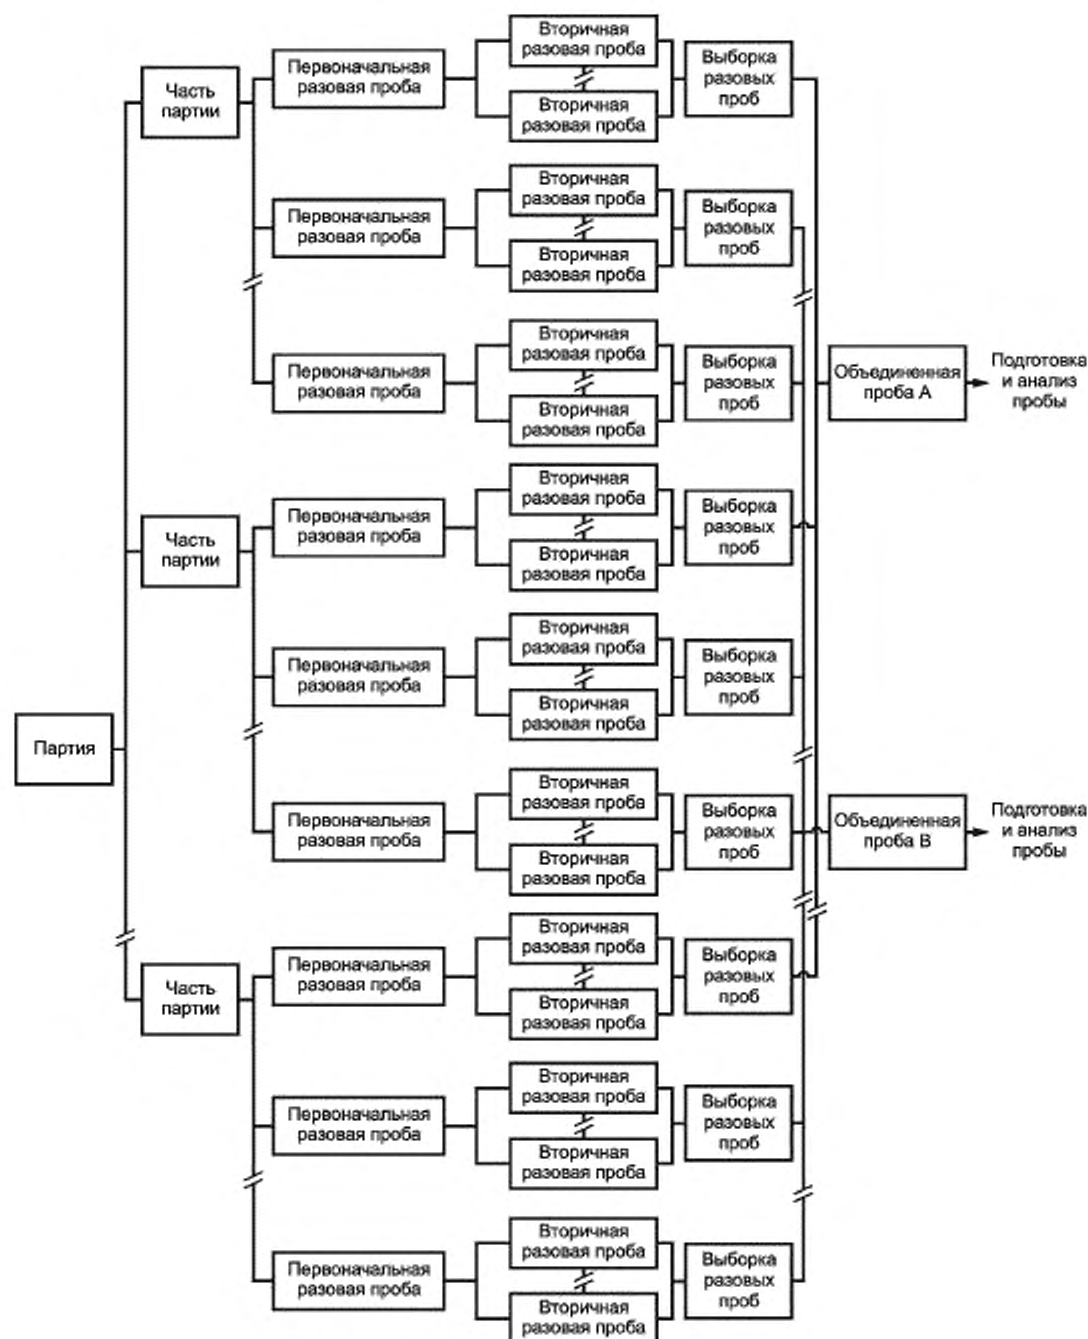 Партия
Часть
партии
Первоначальная
разовая проба
Вторичная
разовая проба
Вторичная
разовая проба
Выборка
разовых
проб
Первоначальная
разовая проба
Вторичная
разовая проба
Вторичная
разовая проба
Выборка
разовых
проб
Первоначальная
разовая проба
Вторичная
разовая проба
Вторичная
разовая проба
Выборка
разовых
проб
Объединенная
проба А
Подготовка
и анализ
пробы
Часть
партии
Первоначальная
разовая проба
Вторичная
разовая проба
Вторичная
разовая проба
Выборка
разовых
проб
Первоначальная
разовая проба
Вторичная
разовая проба
Вторичная
разовая проба
Выборка
разовых
проб
Первоначальная
разовая проба
Вторичная
разовая проба
Вторичная
разовая проба
Выборка
разовых
проб
Объединенная
проба В
Подготовка
и анализ
пробы
Часть
партии
Первоначальная
разовая проба
Вторичная
разовая проба
Вторичная
разовая проба
Выборка
разовых
проб
Первоначальная
разовая проба
Вторичная
разовая проба
Вторичная
разовая проба
Выборка
разовых
проб
Первоначальная
разовая проба
Вторичная
разовая проба
Вторичная
разовая проба
Выборка
разовых
проб